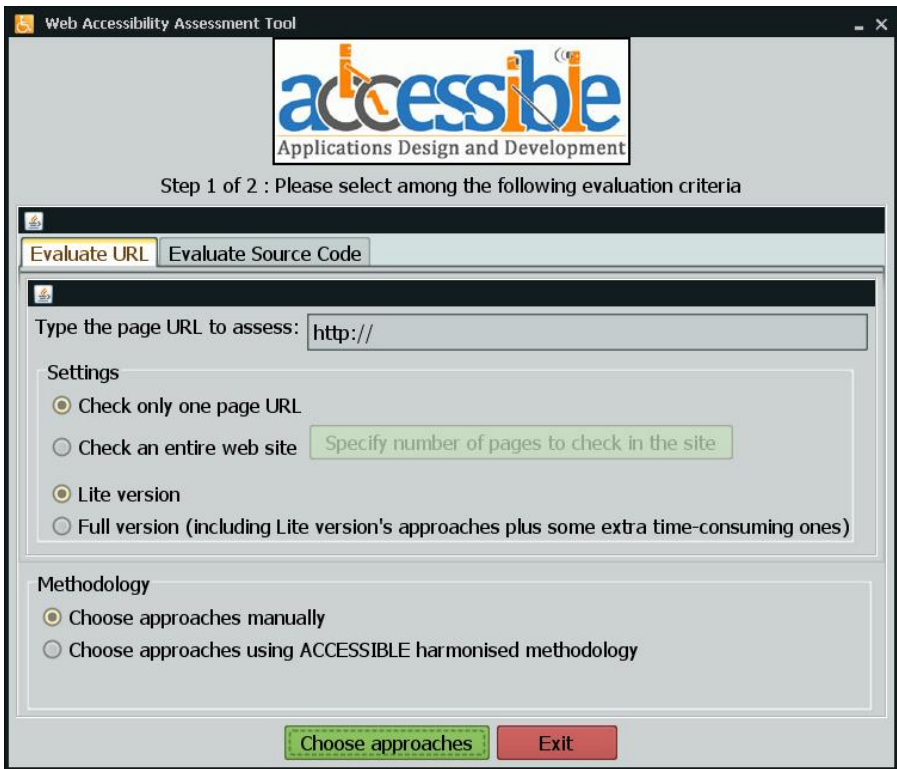 Web Accessibility Assessment Tool
accessible
Applications Design and Development
Step 1 of 2 : Please select among the following evaluation criteria
Evaluate URL Evaluate Source Code
Type the page URL to assess: http://
Settings
Check only one page URL
Check an entire web site Specify number of pages to check in the site
Lite version
Full version (including Lite version's approaches plus some extra time-consuming ones)
Methodology
Choose approaches manually
Choose approaches using ACCESSIBLE harmonised methodology
Choose approaches Exit